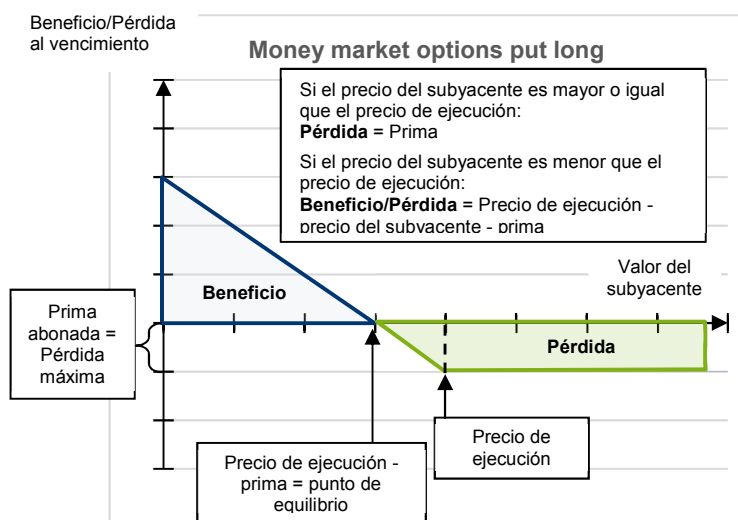 Beneficio/Pérdida
al vencimiento
Money market options put long
Si el precio del subyacente es mayor o igual
que el precio de ejecución:
Pérdida = Prima
Si el precio del subyacente es menor que el
precio de ejecución:
Beneficio/Pérdida = Precio de ejecución -
precio del subyacente - prima
Valor del
subyacente
Beneficio
Prima
abonada =
Pérdida
máxima
Pérdida
Precio de
ejecución
Precio de ejecución -
prima = punto de
equilibrio